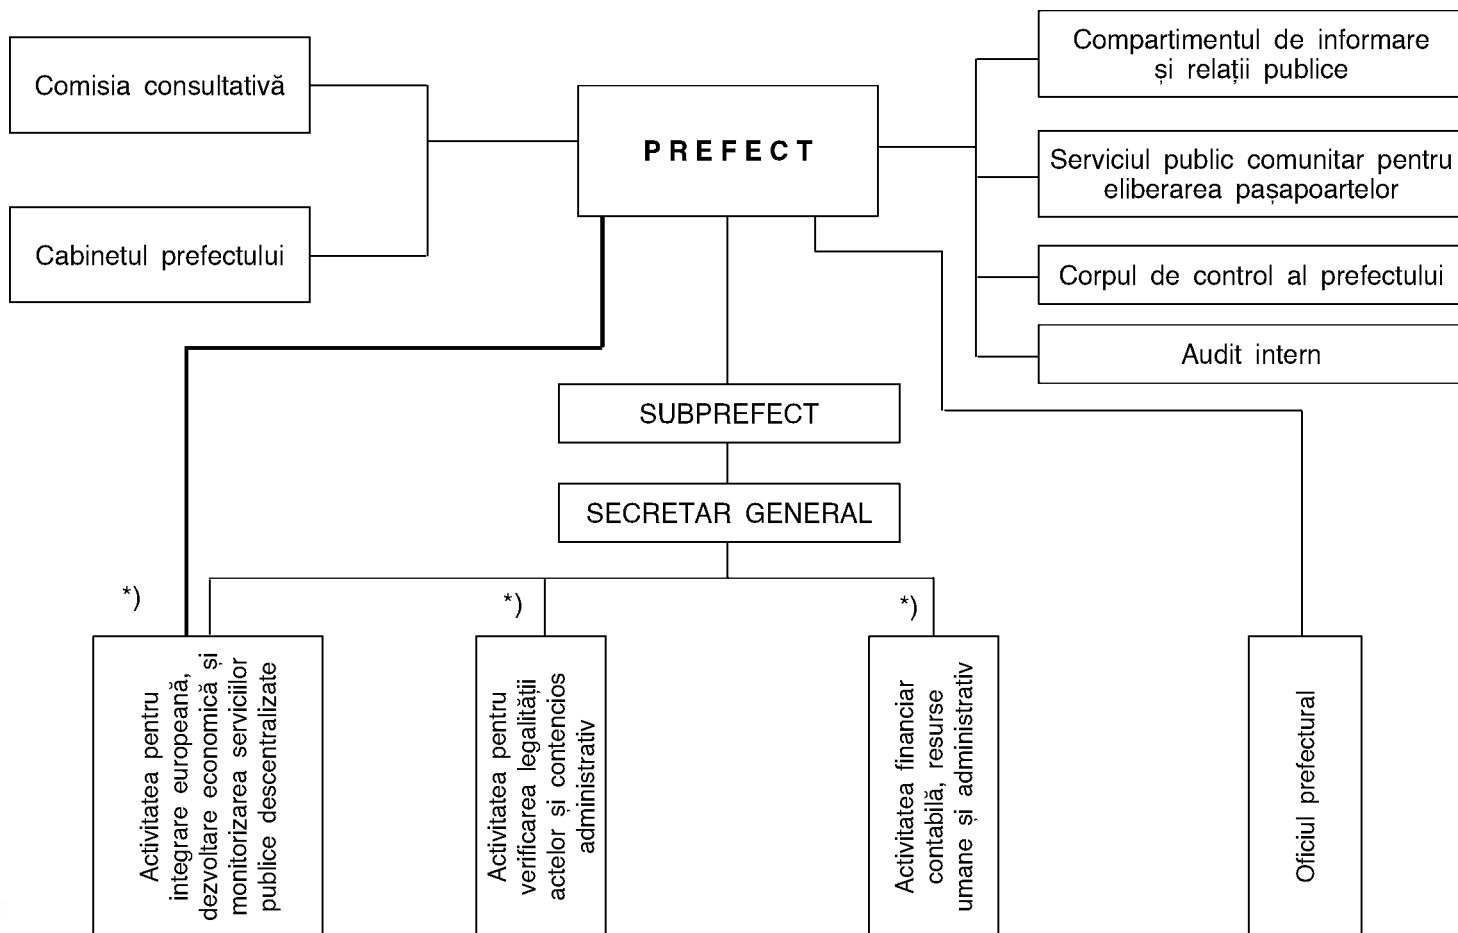 Comisia consultativă
Cabinetul prefectului
PREFECT
Compartimentul de informare
și relații publice
Serviciul public comunitar pentru
eliberarea pașapoartelor
Corpul de control al prefectului
Audit intern
SUBPREFECT
SECRETAR GENERAL
*)
*)
*)
Activitatea pentru
integrare europeană,
dezvoltare economică și
monitorizarea serviciilor
publice descentralizate
Activitatea pentru
verificarea legalității
actelor și contencios
administrativ
Activitatea financiar
contabilă, resurse
umane și administrativ
Oficiul prefectural